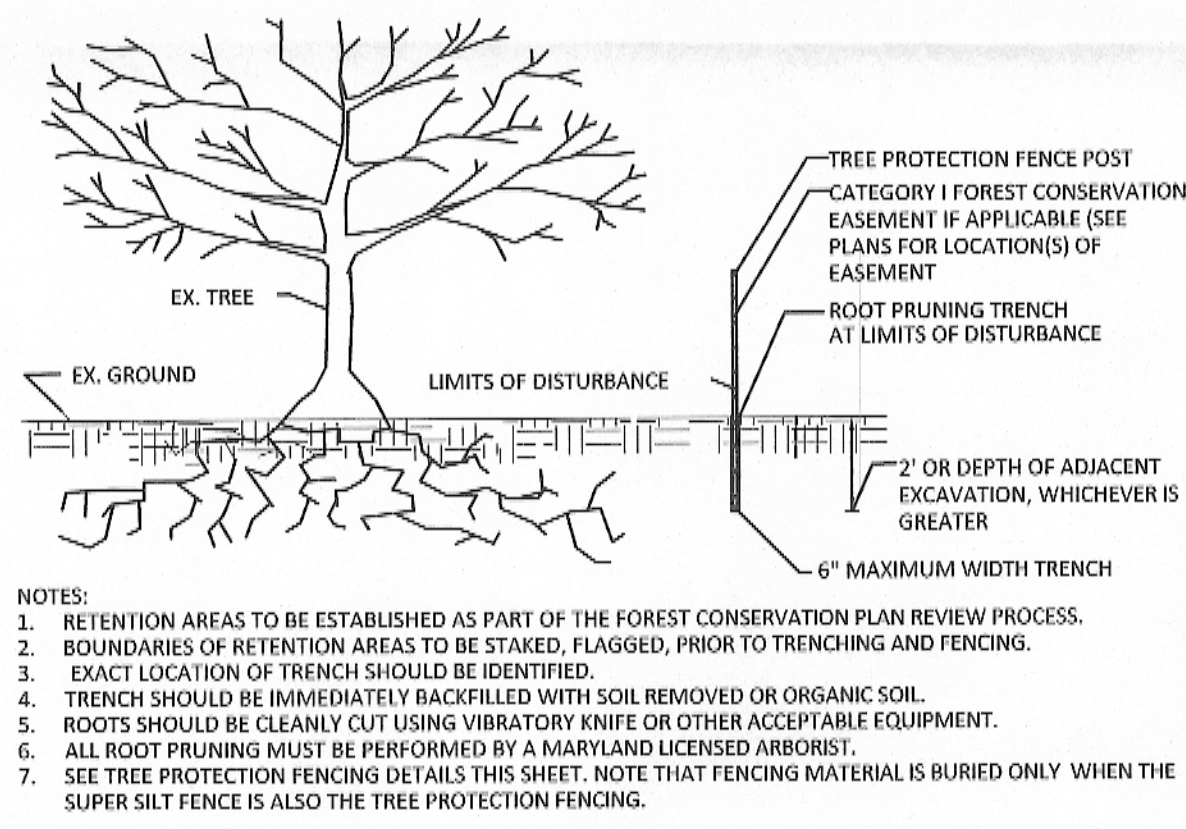 TREE PROTECTION FENCE POST
CATEGORY I FOREST CONSERVATION
EASEMENT IF APPLICABLE (SEE
PLANS FOR LOCATION(S) OF
EASEMENT
EX. TREE
ROOT PRUNING TRENCH
AT LIMITS OF DISTURBANCE
EX. GROUND
LIMITS OF DISTURBANCE
2' OR DEPTH OF ADJACENT
EXCAVATION, WHICHEVER IS
GREATER
6" MAXIMUM WIDTH TRENCH
NOTES:
1. RETENTION AREAS TO BE ESTABLISHED AS PART OF THE FOREST CONSERVATION PLAN REVIEW PROCESS.
2. BOUNDARIES OF RETENTION AREAS TO BE STAKED, FLAGGED, PRIOR TO TRENCHING AND FENCING.
3. EXACT LOCATION OF TRENCH SHOULD BE IDENTIFIED.
4. TRENCH SHOULD BE IMMEDIATELY BACKFILLED WITH SOIL REMOVED OR ORGANIC SOIL.
5. ROOTS SHOULD BE CLEANLY CUT USING VIBRATORY KNIFE OR OTHER ACCEPTABLE EQUIPMENT.
6. ALL ROOT PRUNING MUST BE PERFORMED BY A MARYLAND LICENSED ARBORIST.
7. SEE TREE PROTECTION FENCING DETAILS THIS SHEET. NOTE THAT FENCING MATERIAL IS BURIED ONLY WHEN THE
SUPER SILT FENCE IS ALSO THE TREE PROTECTION FENCING.